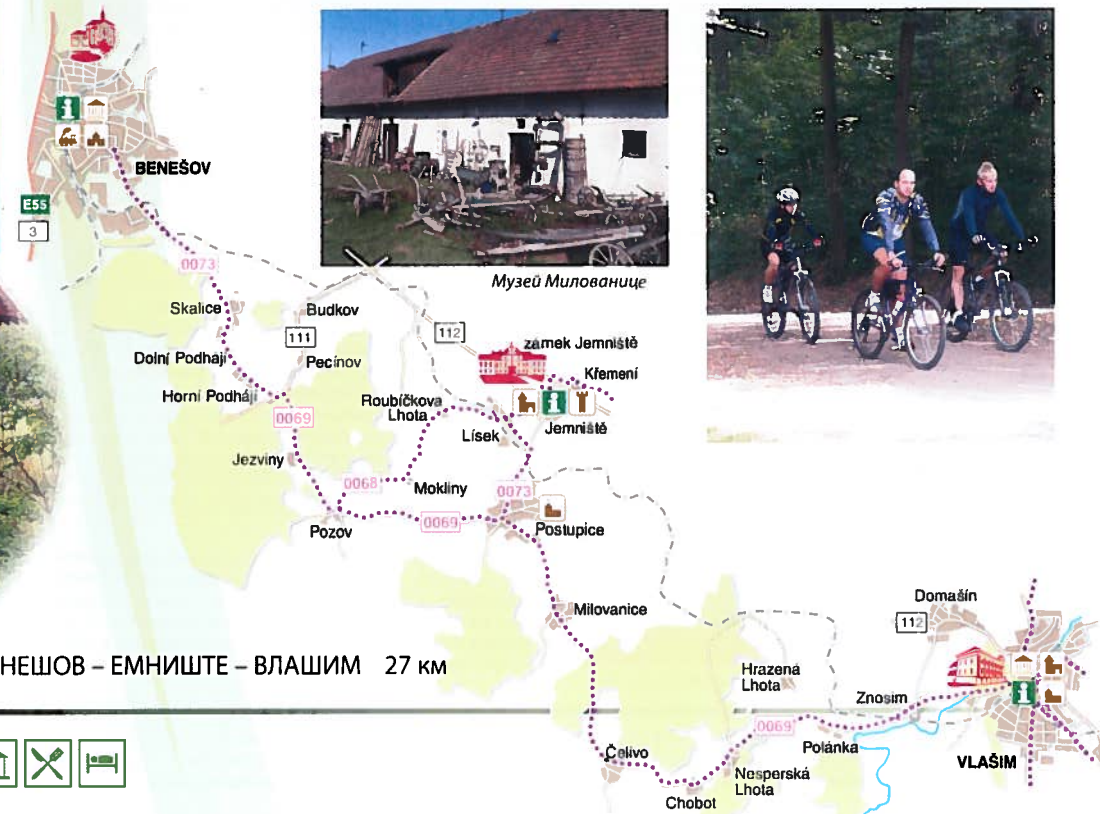 BENEŠOV
E55
3
Музей Милованице
0073
Skalice
Budkov
111
112
zámek Jemniště
Dolní Podhájí
Pecínov
Křemení
Horní Podhájí
Roubíčkova
Lhota
0069
Jemniště
Lísek
Jezviny
0068
Mokliny
0073
0069
Postupice
Pozov
Milovanice
Domašín
112
НЕШОВ – ЕМНИШТЕ – ВЛАШИМ 27 км
Hrazená
Lhota
Znosim
0069
Polánka
Čelivo
VLAŠIM
Nesperská
Lhota
Chobot